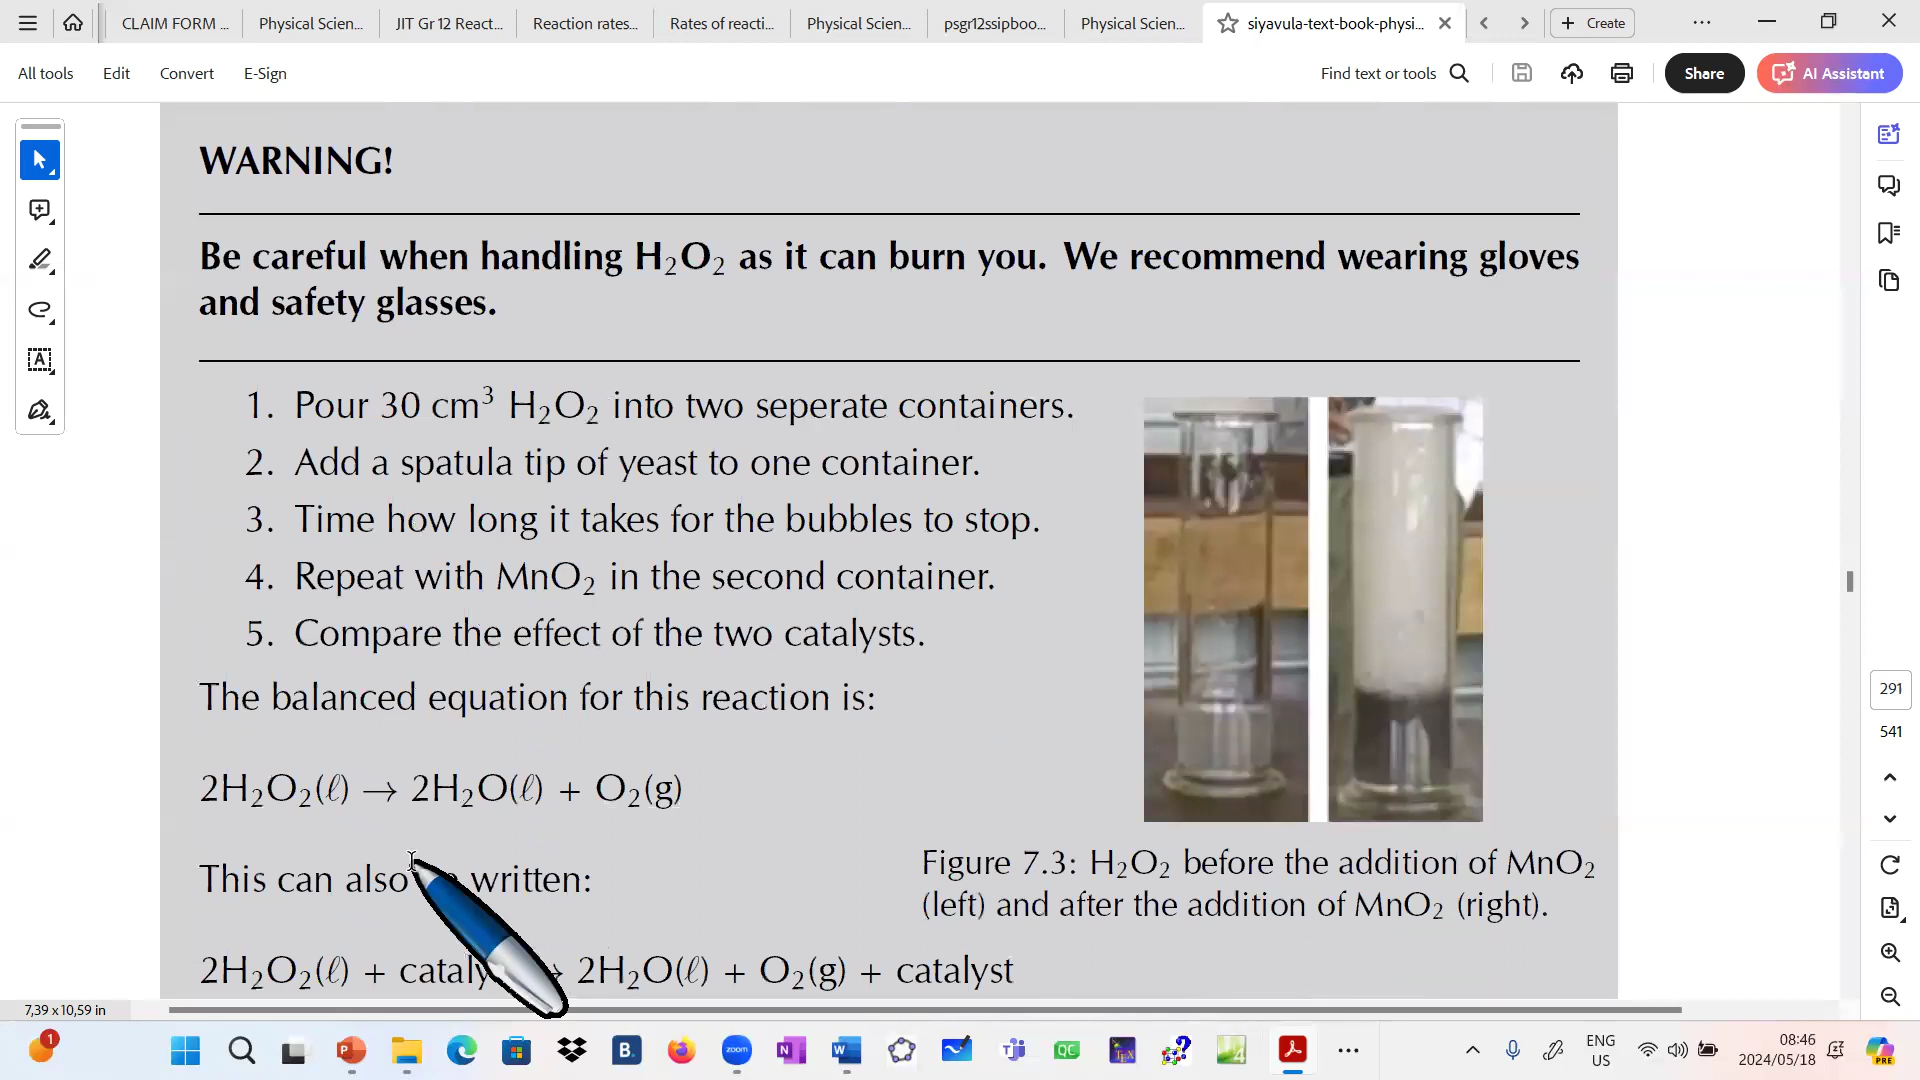 CLAIM FORM ...
Physical Scien...
JIT Gr 12 React...
Reaction rates...
Rates of reacti...
Physical Scien...
psgr12ssipboo...
Physical Scien...
siyavula-text-book-physi...
Create
All tools
Edit
Convert
E-Sign
Find text or tools
Share
AI Assistant
WARNING!
Be careful when handling H₂O₂ as it can burn you. We recommend wearing gloves
and safety glasses.
1. Pour 30 cm³ H₂O₂ into two seperate containers.
2. Add a spatula tip of yeast to one container.
3. Time how long it takes for the bubbles to stop.
4. Repeat with MnO₂ in the second container.
5. Compare the effect of the two catalysts.
The balanced equation for this reaction is:
2H₂O₂(ℓ) → 2H₂O(ℓ) + O₂(g)
This can also written:
2H₂O₂(ℓ) + cataly → 2H₂O(ℓ) + O₂(g) + catalyst
Figure 7.3: H₂O₂ before the addition of MnO₂
(left) and after the addition of MnO₂ (right).
291
541
7,39 x 10,59 in
1
B.
zoom
N
W
QC
TEX
4
ENG
US
08:46
2024/05/18
PRE